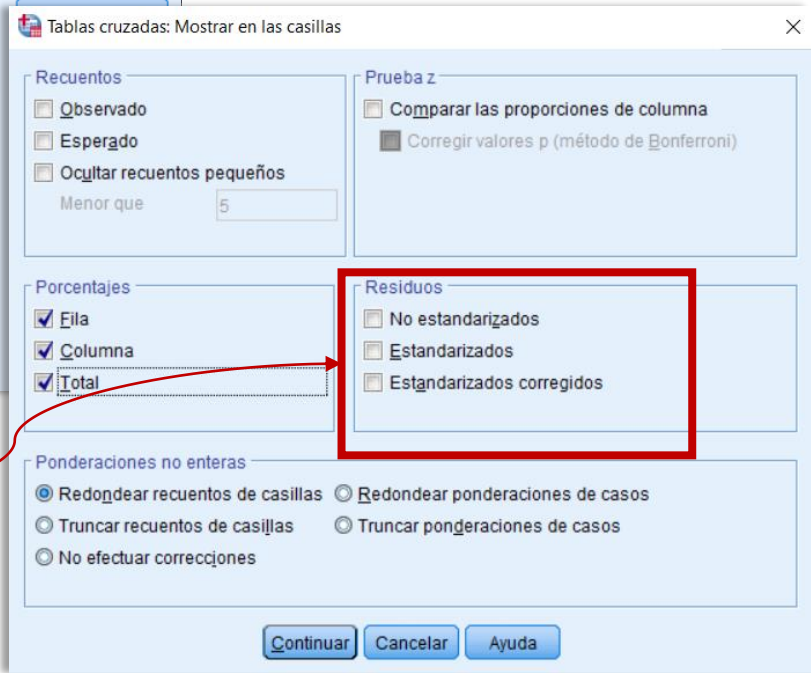 Tablas cruzadas: Mostrar en las casillas
Recuentos
Observado
Esperado
Ocultar recuentos pequeños
Menor que 5
Prueba z
Comparar las proporciones de columna
Corregir valores p (método de Bonferroni)
Porcentajes
Fila
Columna
Total
Residuos
No estandarizados
Estandarizados
Estandarizados corregidos
Ponderaciones no enteras
Redondear recuentos de casillas Redondear ponderaciones de casos
Truncar recuentos de casillas Truncar ponderaciones de casos
No efectuar correcciones
Continuar Cancelar Ayuda